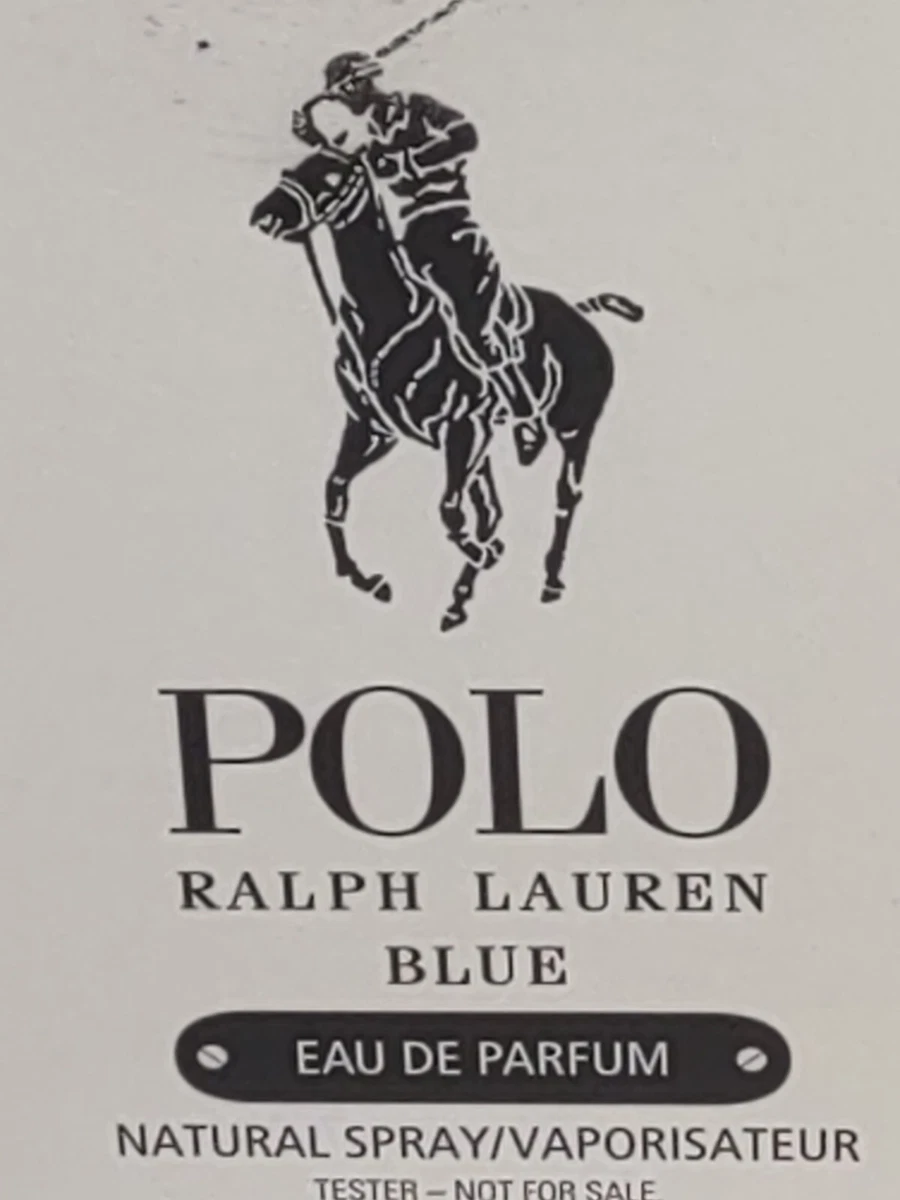 POLO
RALPH LAUREN
BLUE
EAU DE PARFUM
NATURAL SPRAY/VAPORISATEUR
TESTER – NOT FOR SALE